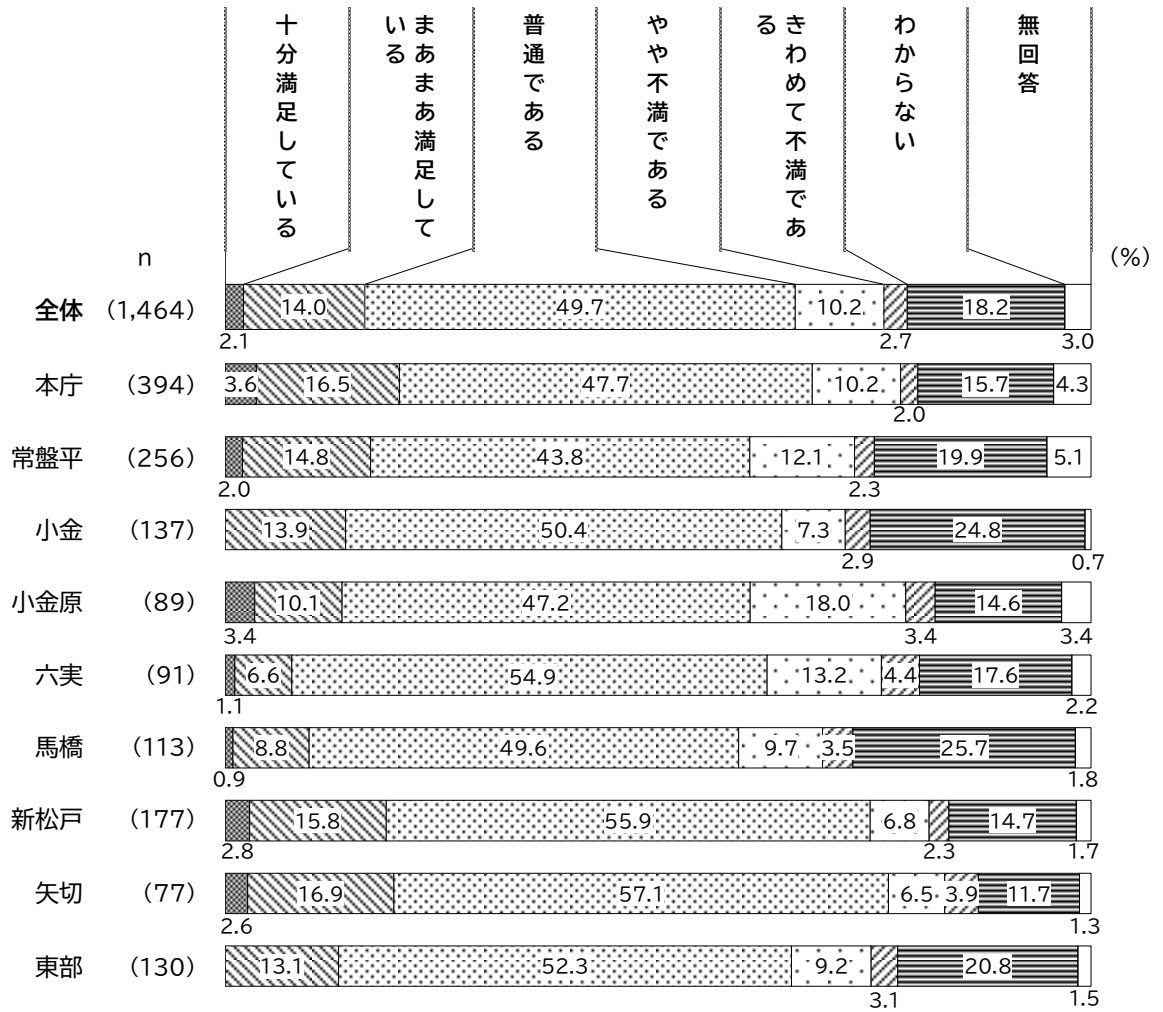 十分満足している
まあまあ満足して
いる
普通である
やや不満である
きわめて不満であ
る
わからない
無回答
n
(%)
全体 (1,464) 14.0 49.7 10.2 18.2
2.1 2.7 3.0
本庁 (394) 3.6 16.5 47.7 10.2 15.7 4.3
2.0
常盤平 (256) 14.8 43.8 12.1 19.9 5.1
2.0 2.3
小金 (137) 13.9 50.4 7.3 24.8
2.9 0.7
小金原 (89) 10.1 47.2 18.0 14.6
3.4 3.4 3.4
六実 (91) 6.6 54.9 13.2 4.4 17.6
1.1 2.2
馬橋 (113) 8.8 49.6 9.7 3.5 25.7
0.9 1.8
新松戸 (177) 15.8 55.9 6.8 14.7
2.8 2.3 1.7
矢切 (77) 16.9 57.1 6.5 3.9 11.7
2.6 1.3
東部 (130) 13.1 52.3 9.2 20.8
3.1 1.5